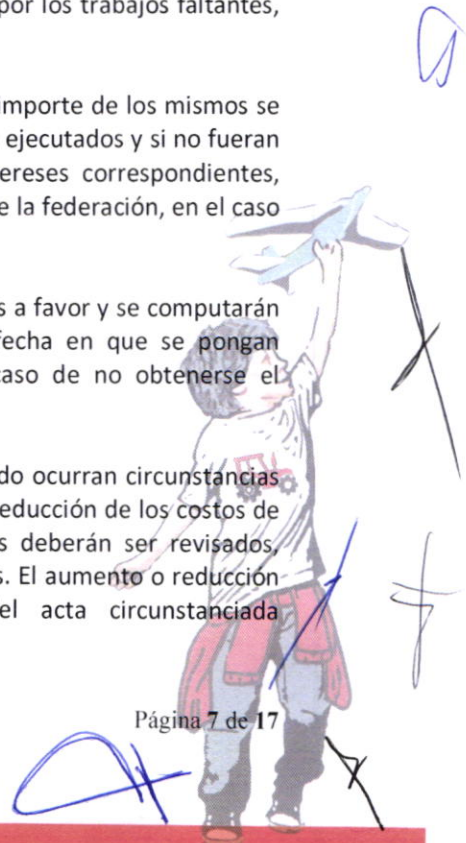 por los trabajos faltantes,
importe de los mismos se
ejecutados y si no fueran
ereses correspondientes,
e la federación, en el caso
s a favor y se computarán
fecha en que se pongan
caso de no obtenerse el
do ocurran circunstancias
reducción de los costos de
s deberán ser revisados,
s. El aumento o reducción
el acta circunstanciada
Página 7 de 17